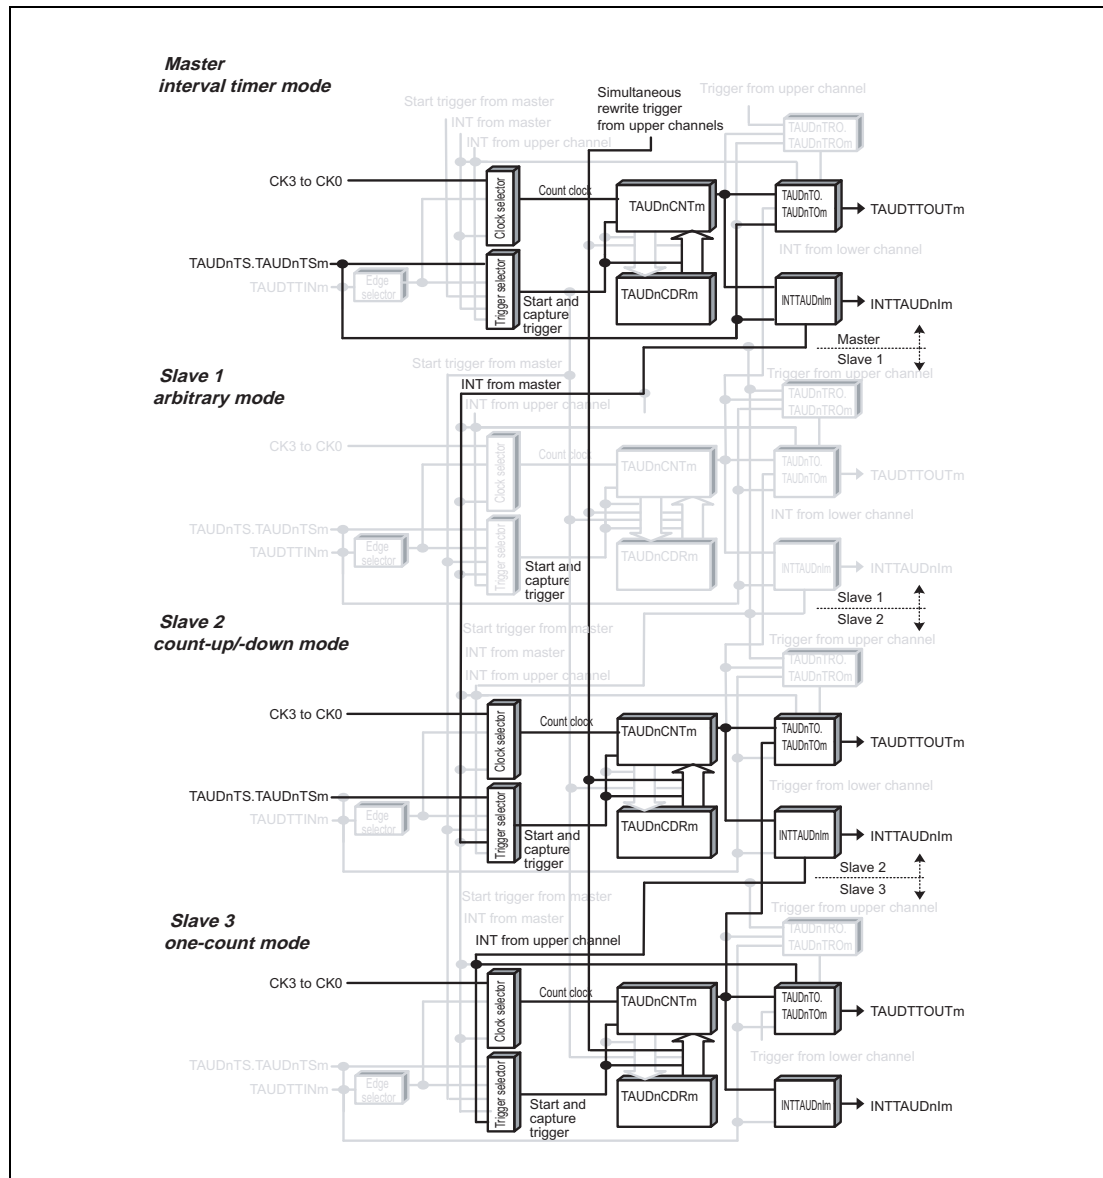 Master
interval timer mode
Simultaneous
rewrite trigger
from upper channels
Trigger from upper channel
Start trigger from master
INT from master
INT from upper channel
TAUDnTRO.
TAUDnTROm
CK3 to CK0
Clock selector
Count clock
TAUDnCNTm
TAUDnTO.
TAUDnTOm
TAUDTTOUTm
INT from lower channel
TAUDnTS.TAUDnTSm
TAUDTTINm
Edge
selector
Trigger selector
Start and
capture
trigger
TAUDnCDRm
INTTAUDnIm
INTTAUDnIm
Master
Slave 1
Slave 1
arbitrary mode
Start trigger from master
INT from master
INT from upper channel
Trigger from upper channel
TAUDnTRO.
TAUDnTROm
CK3 to CK0
Clock selector
Count clock
TAUDnCNTm
TAUDnTO.
TAUDnTOm
TAUDTTOUTm
INT from lower channel
TAUDnTS.TAUDnTSm
TAUDTTINm
Edge
selector
Trigger selector
Start and
capture
trigger
TAUDnCDRm
INTTAUDnIm
INTTAUDnIm
Slave 1
Slave 2
Slave 2
count-up/-down mode
Start trigger from master
INT from master
INT from upper channel
Trigger from upper channel
TAUDnTRO.
TAUDnTROm
CK3 to CK0
Clock selector
Count clock
TAUDnCNTm
TAUDnTO.
TAUDnTOm
TAUDTTOUTm
Trigger from lower channel
TAUDnTS.TAUDnTSm
TAUDTTINm
Edge
selector
Trigger selector
Start and
capture
trigger
TAUDnCDRm
INTTAUDnIm
INTTAUDnIm
Slave 2
Slave 3
Slave 3
one-count mode
Start trigger from master
INT from master
INT from upper channel
Trigger from upper channel
TAUDnTRO.
TAUDnTROm
CK3 to CK0
Clock selector
Count clock
TAUDnCNTm
TAUDnTO.
TAUDnTOm
TAUDTTOUTm
Trigger from lower channel
TAUDnTS.TAUDnTSm
TAUDTTINm
Edge
selector
Trigger selector
Start and
capture
trigger
TAUDnCDRm
INTTAUDnIm
INTTAUDnIm